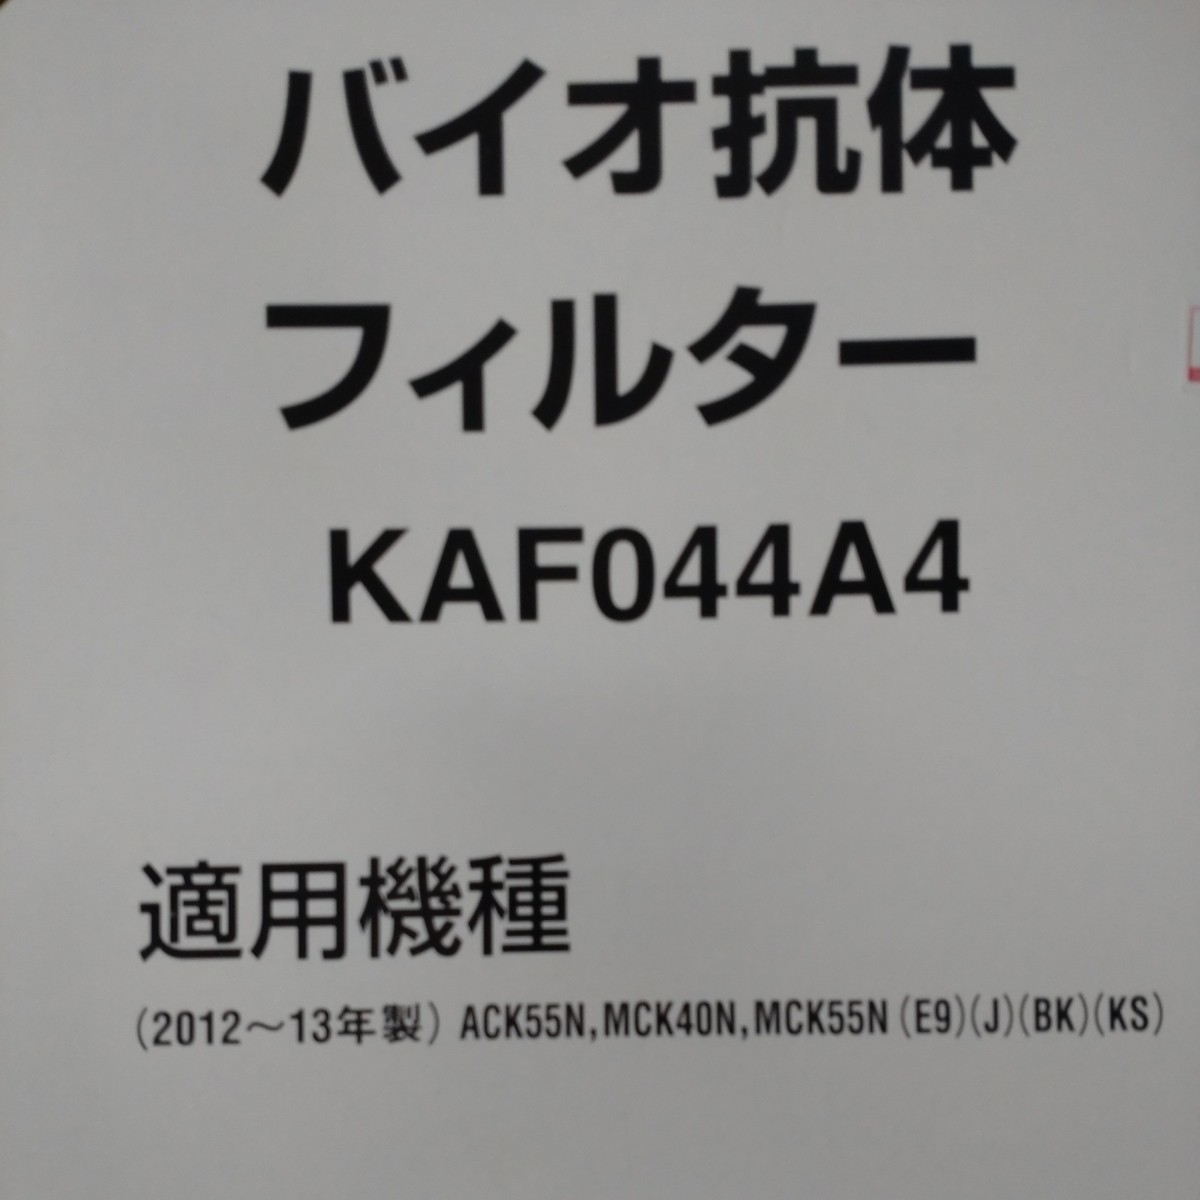 バイオ抗体
フィルター
KAF044A4
適用機種
(2012～13年製) ACK55N,MCK40N,MCK55N (E9)(J)(BK)(KS)